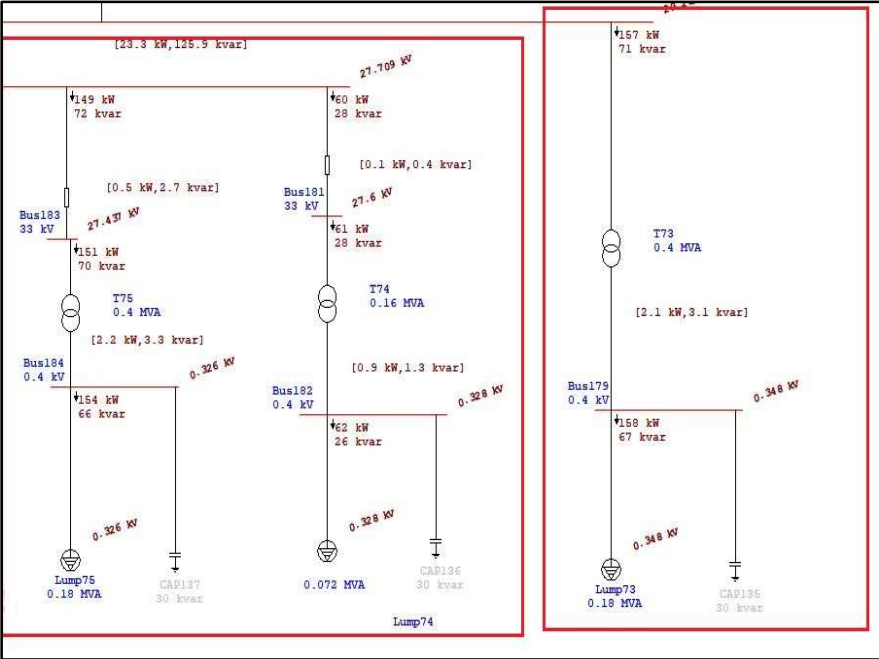 [23.3 kW,125.9 kvar]
27.709 kV
149 kW
72 kvar
60 kW
28 kvar
157 kW
71 kvar
[0.5 kW,2.7 kvar]
[0.1 kW,0.4 kvar]
Bus183
33 kV
27.437 kV
Bus181
33 kV
27.6 kV
151 kW
70 kvar
61 kW
28 kvar
T75
0.4 MVA
T74
0.16 MVA
T73
0.4 MVA
[2.2 kW,3.3 kvar]
[0.9 kW,1.3 kvar]
[2.1 kW,3.1 kvar]
Bus184
0.4 kV
0.326 kV
Bus182
0.4 kV
0.328 kV
Bus179
0.4 kV
0.348 kV
154 kW
66 kvar
62 kW
26 kvar
158 kW
67 kvar
0.326 kV
0.328 kV
0.348 kV
Lump75
0.18 MVA
CAP137
30 kvar
0.072 MVA
CAP136
30 kvar
Lump73
0.18 MVA
CAP135
30 kvar
Lump74